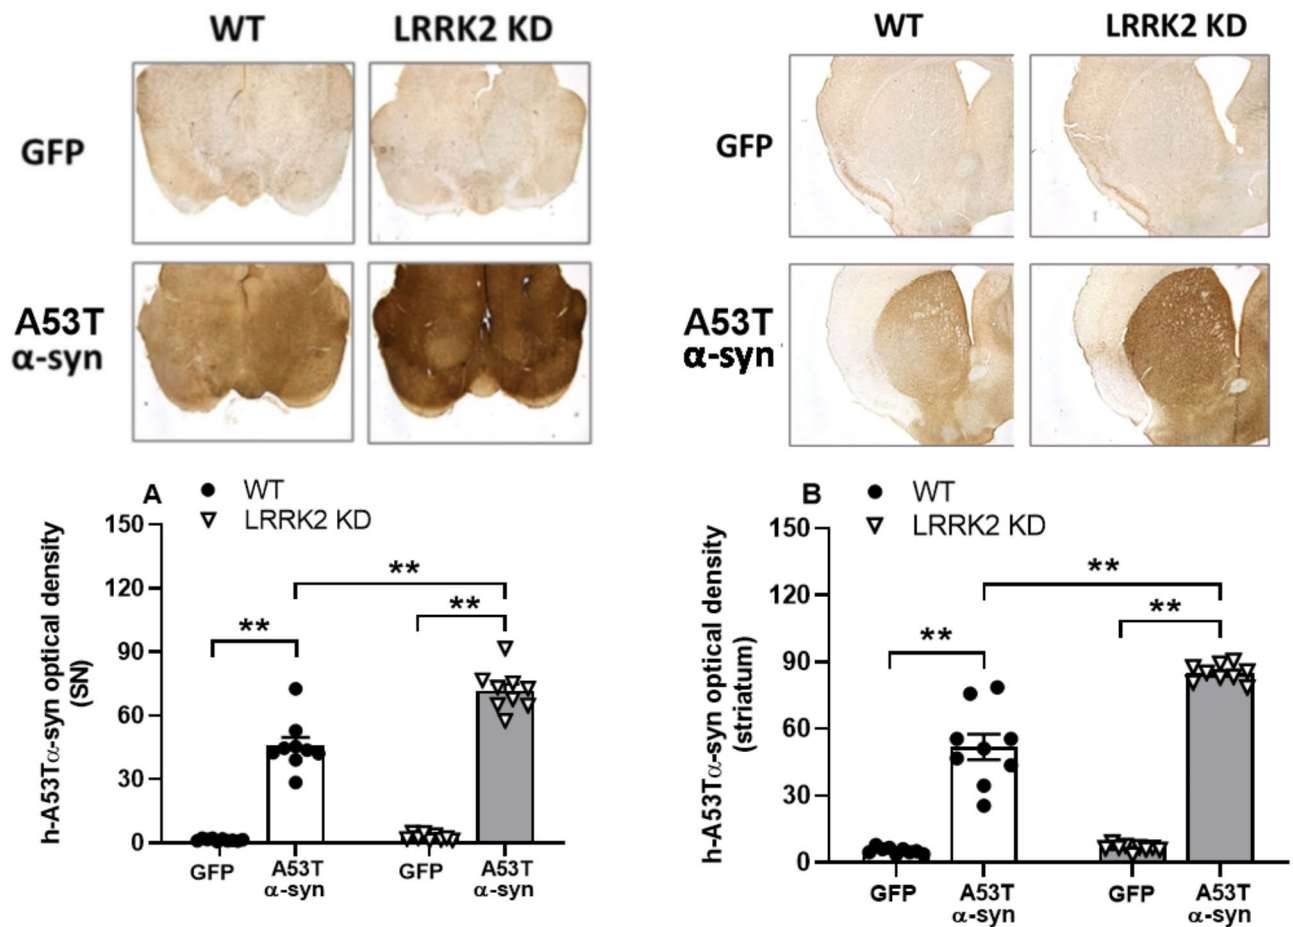 WT
LRRK2 KD
GFP
A53T
α-syn
WT
LRRK2 KD
GFP
A53T
α-syn
A
WT
LRRK2 KD
h-A53Tα-syn optical density
(SN)
150
120
90
60
30
0
**
**
**
GFP
A53T
α-syn
GFP
A53T
α-syn
B
WT
LRRK2 KD
h-A53Tα-syn optical density
(striatum)
150
120
90
60
30
0
**
**
**
GFP
A53T
α-syn
GFP
A53T
α-syn